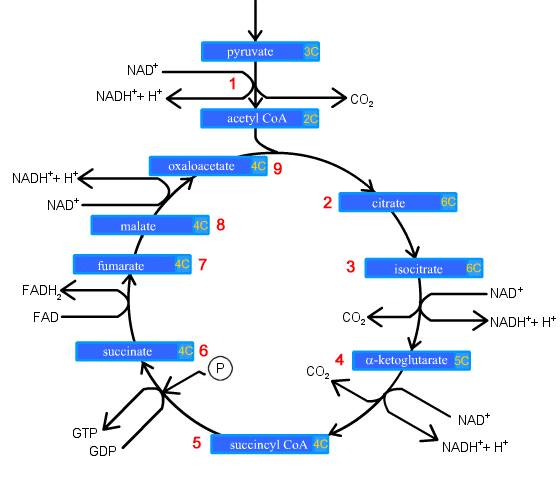 pyruvate 3C
NAD+
1
NADH+ + H+
CO2
acetyl CoA 2C
oxaloacetate 4C
9
NADH+ + H+
NAD+
2
citrate 6C
malate 4C
8
fumarate 4C
7
3
isocitrate 6C
FADH2
FAD
NAD+
CO2
NADH+ + H+
succinate 4C
6
4
α-ketoglutarate 5C
P
CO2
NAD+
GTP
GDP
5
succincyl CoA 4C
NADH+ + H+